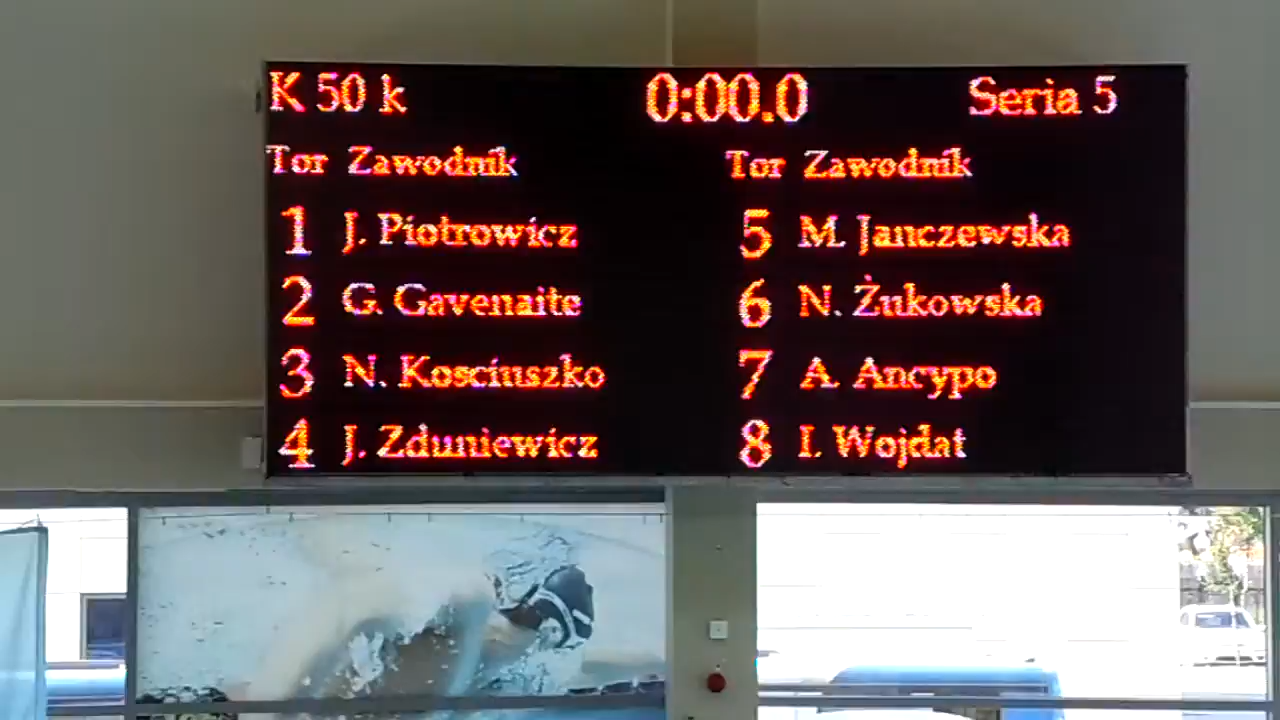 K 50 k 0:00.0 Seria 5
Tor Zawodnik Tor Zawodnik
1 J. Piotrowicz 5 M. Janczewska
2 G. Gavenaite 6 N. Żukowska
3 N. Kosciuszko 7 A. Ancypo
4 J. Zduniewicz 8 I. Wojdat